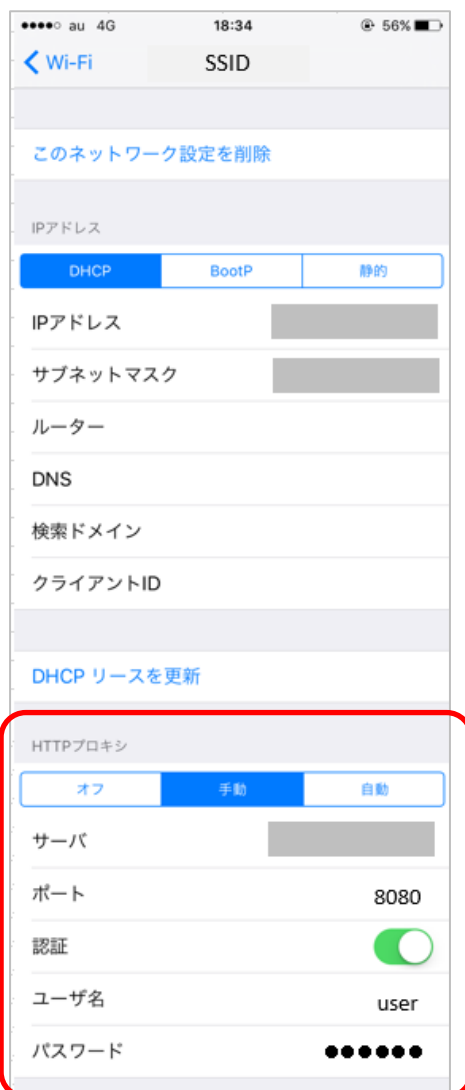 ●●●●○ au 4G 18:34 56%
Wi-Fi SSID
このネットワーク設定を削除
IPアドレス
DHCP BootP 静的
IPアドレス
サブネットマスク
ルーター
DNS
検索ドメイン
クライアントID
DHCP リースを更新
HTTPプロキシ
オフ 手動 自動
サーバ
ポート 8080
認証
ユーザ名 user
パスワード ●●●●●●